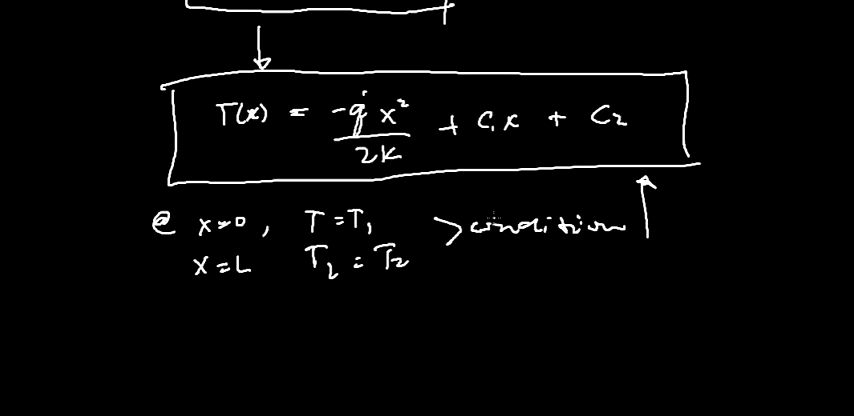 T(x) = -q̇ x² / 2k + C₁x + C₂
@ x=0, T = T₁ > condition
x = L T₂ = T₂